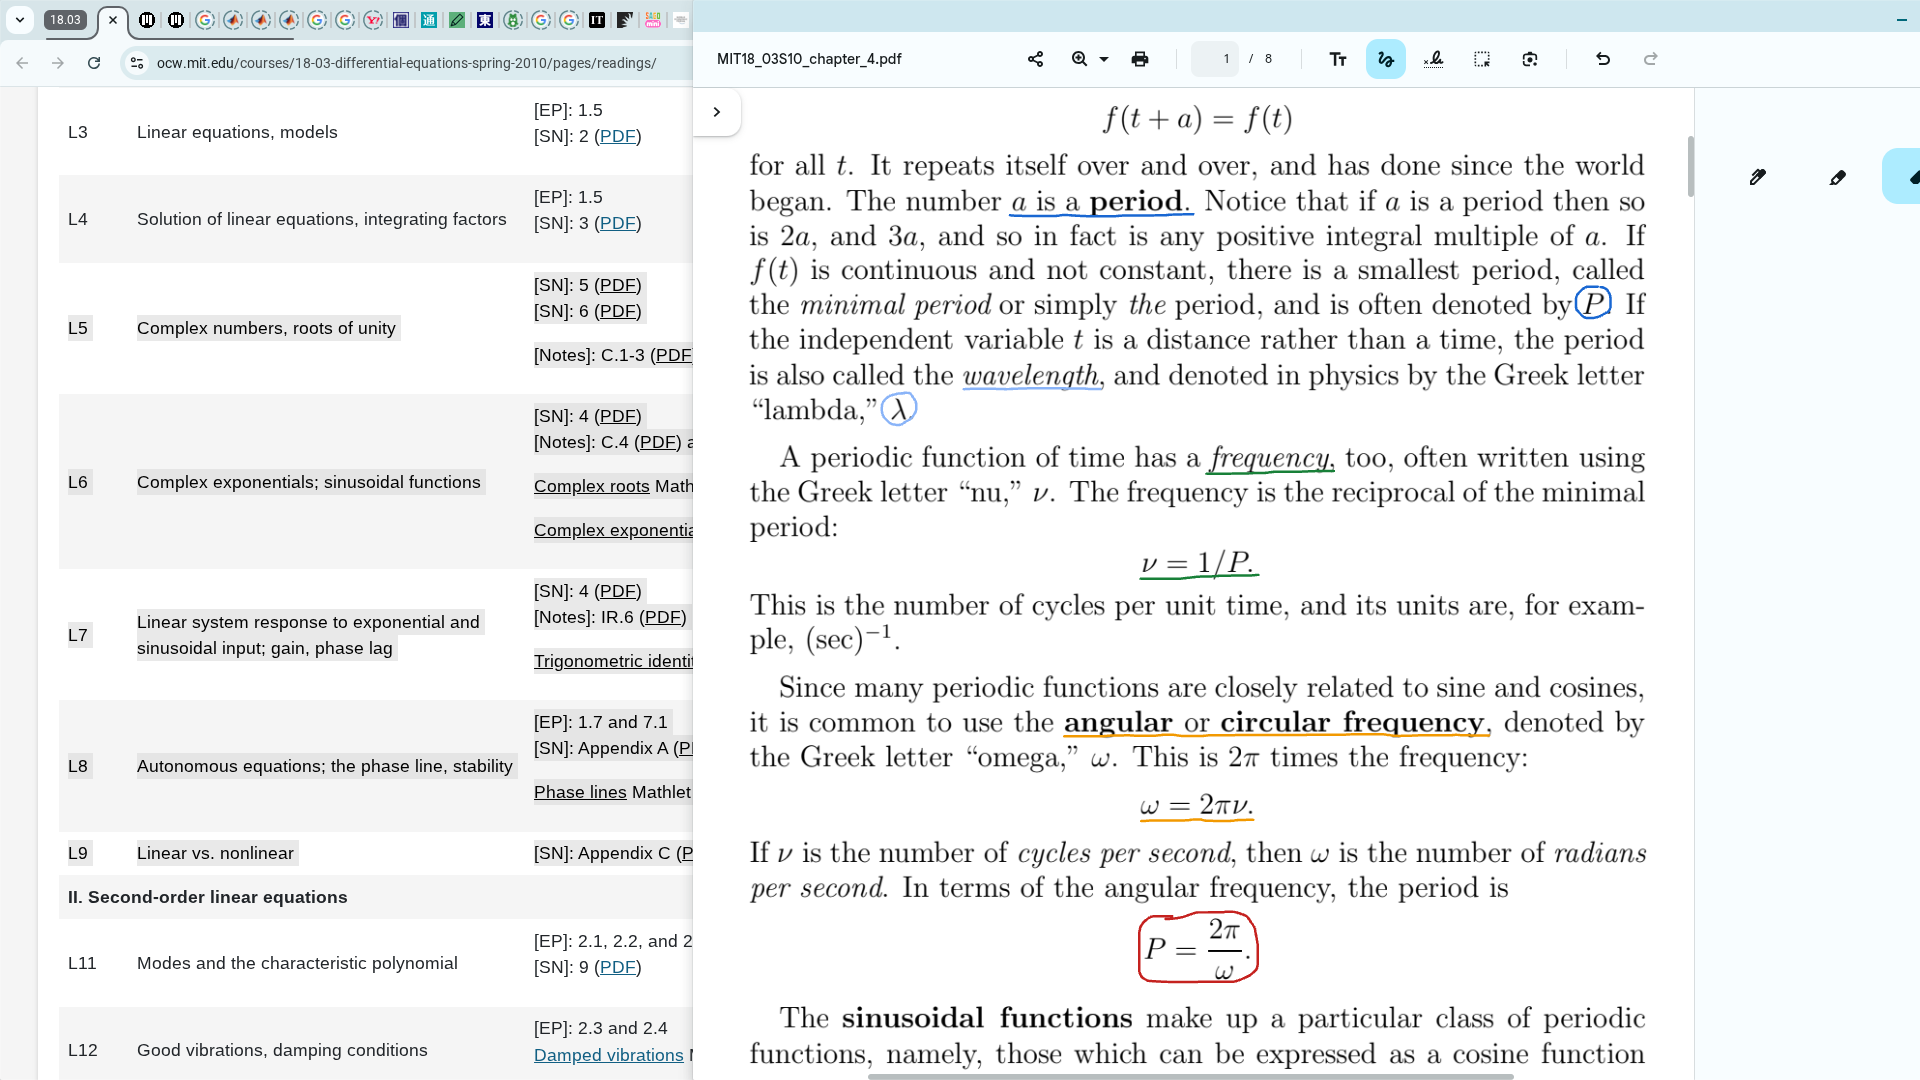 18.03
ocw.mit.edu/courses/18-03-differential-equations-spring-2010/pages/readings/
L3
Linear equations, models
[EP]: 1.5
[SN]: 2 (PDF)
L4
Solution of linear equations, integrating factors
[EP]: 1.5
[SN]: 3 (PDF)
L5
Complex numbers, roots of unity
[SN]: 5 (PDF)
[SN]: 6 (PDF)
[Notes]: C.1-3 (PDF
L6
Complex exponentials; sinusoidal functions
[SN]: 4 (PDF)
[Notes]: C.4 (PDF) a
Complex roots Math
Complex exponentia
L7
Linear system response to exponential and
sinusoidal input; gain, phase lag
[SN]: 4 (PDF)
[Notes]: IR.6 (PDF)
Trigonometric identit
L8
Autonomous equations; the phase line, stability
[EP]: 1.7 and 7.1
[SN]: Appendix A (P
Phase lines Mathlet
L9
Linear vs. nonlinear
[SN]: Appendix C (P
II. Second-order linear equations
L11
Modes and the characteristic polynomial
[EP]: 2.1, 2.2, and 2
[SN]: 9 (PDF)
L12
Good vibrations, damping conditions
[EP]: 2.3 and 2.4
Damped vibrations M
MIT18_03S10_chapter_4.pdf
1 / 8
f(t + a) = f(t)
for all t. It repeats itself over and over, and has done since the world
began. The number a is a period. Notice that if a is a period then so
is 2a, and 3a, and so in fact is any positive integral multiple of a. If
f(t) is continuous and not constant, there is a smallest period, called
the minimal period or simply the period, and is often denoted by P. If
the independent variable t is a distance rather than a time, the period
is also called the wavelength, and denoted in physics by the Greek letter
“lambda,” λ.
A periodic function of time has a frequency, too, often written using
the Greek letter “nu,” ν. The frequency is the reciprocal of the minimal
period:
ν = 1/P.
This is the number of cycles per unit time, and its units are, for exam-
ple, (sec)⁻¹.
Since many periodic functions are closely related to sine and cosines,
it is common to use the angular or circular frequency, denoted by
the Greek letter “omega,” ω. This is 2π times the frequency:
ω = 2πν.
If ν is the number of cycles per second, then ω is the number of radians
per second. In terms of the angular frequency, the period is
P = 2π/ω.
The sinusoidal functions make up a particular class of periodic
functions, namely, those which can be expressed as a cosine function